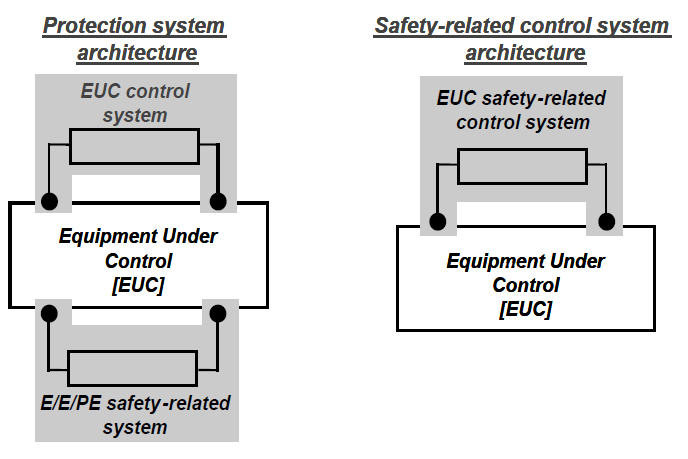 Protection system
architecture
EUC control
system
Equipment Under
Control
[EUC]
E/E/PE safety-related
system
Safety-related control system
architecture
EUC safety-related
control system
Equipment Under
Control
[EUC]